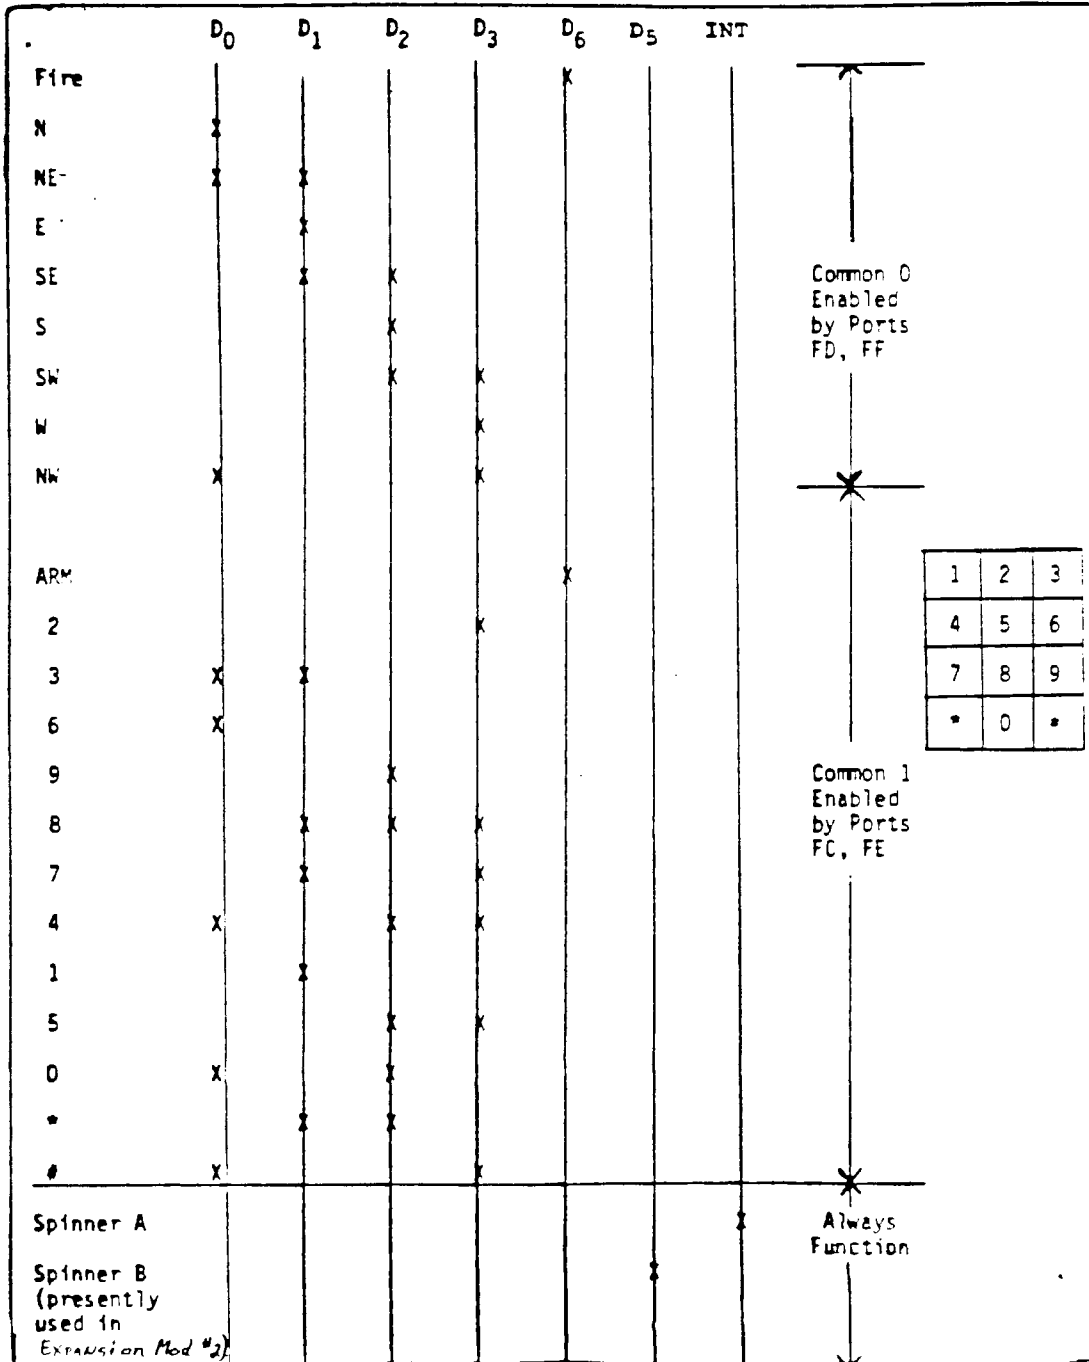 D0 D1 D2 D3 D6 D5 INT
Fire X
N X
NE X X
E X
SE X X
S X
SW X X
W X
NW X X
Common 0
Enabled
by Ports
FD, FF
ARM X
2 X
3 X X
6 X
9 X
8 X X X
7 X X
4 X X X
1 X
5 X X
0 X X
* X X
# X X
Common 1
Enabled
by Ports
FC, FE
1 2 3
4 5 6
7 8 9
* 0 *
Spinner A X
Always
Function
Spinner B X
(presently
used in
Expansion Mod #2)